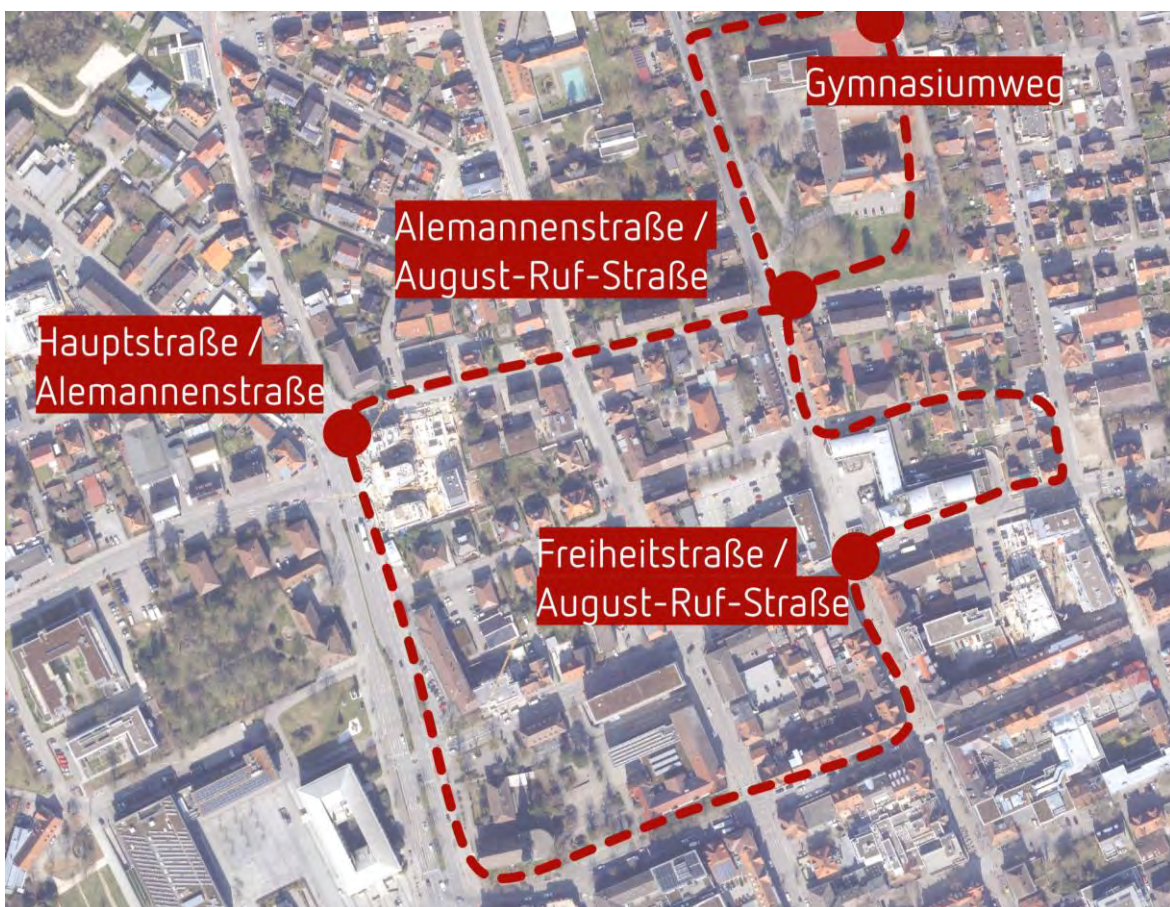 Gymnasiumweg
Alemannenstraße /
August-Ruf-Straße
Hauptstraße /
Alemannenstraße
Freiheitstraße /
August-Ruf-Straße